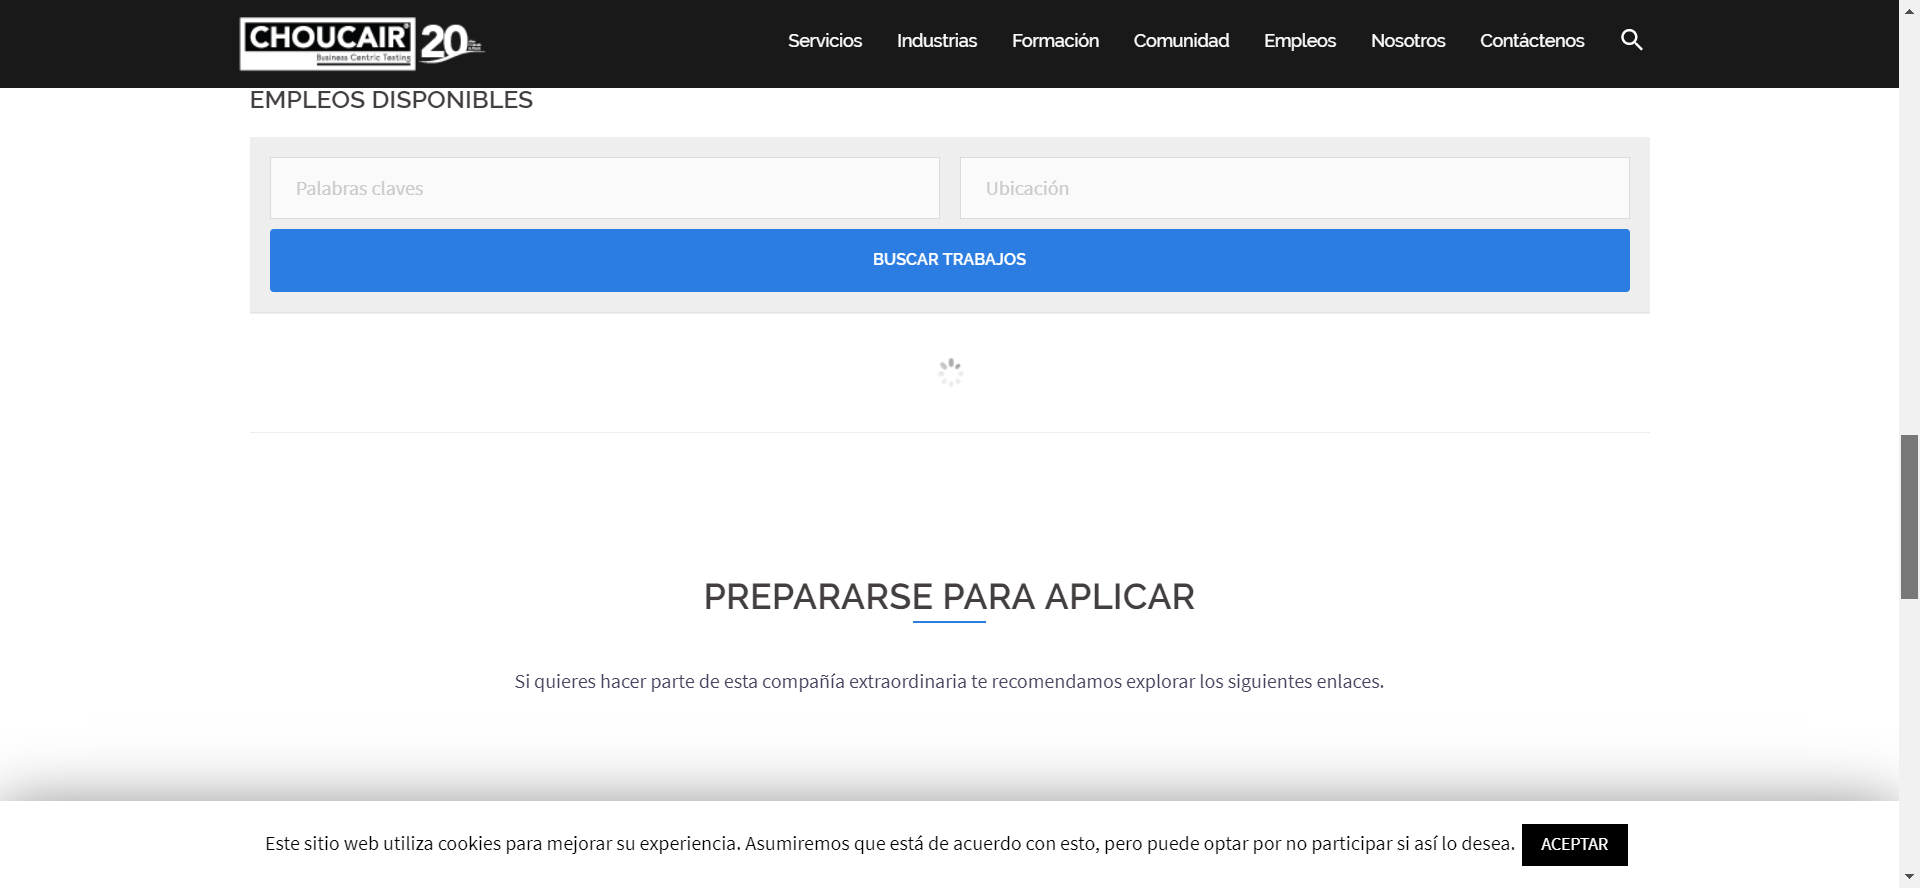 CHOUCAIR 20
Business Centric Testing
Servicios Industrias Formación Comunidad Empleos Nosotros Contáctenos
EMPLEOS DISPONIBLES
Palabras claves Ubicación
BUSCAR TRABAJOS
PREPARARSE PARA APLICAR
Si quieres hacer parte de esta compañía extraordinaria te recomendamos explorar los siguientes enlaces.
Este sitio web utiliza cookies para mejorar su experiencia. Asumiremos que está de acuerdo con esto, pero puede optar por no participar si así lo desea. ACEPTAR